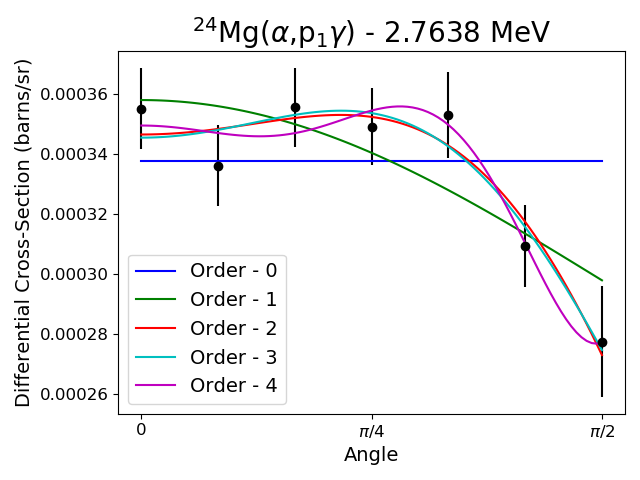 ²⁴Mg(α,p₁γ) - 2.7638 MeV
Differential Cross-Section (barns/sr)
0.00036
0.00034
0.00032
0.00030
0.00028
0.00026
Order - 0
Order - 1
Order - 2
Order - 3
Order - 4
0 π/4 π/2
Angle